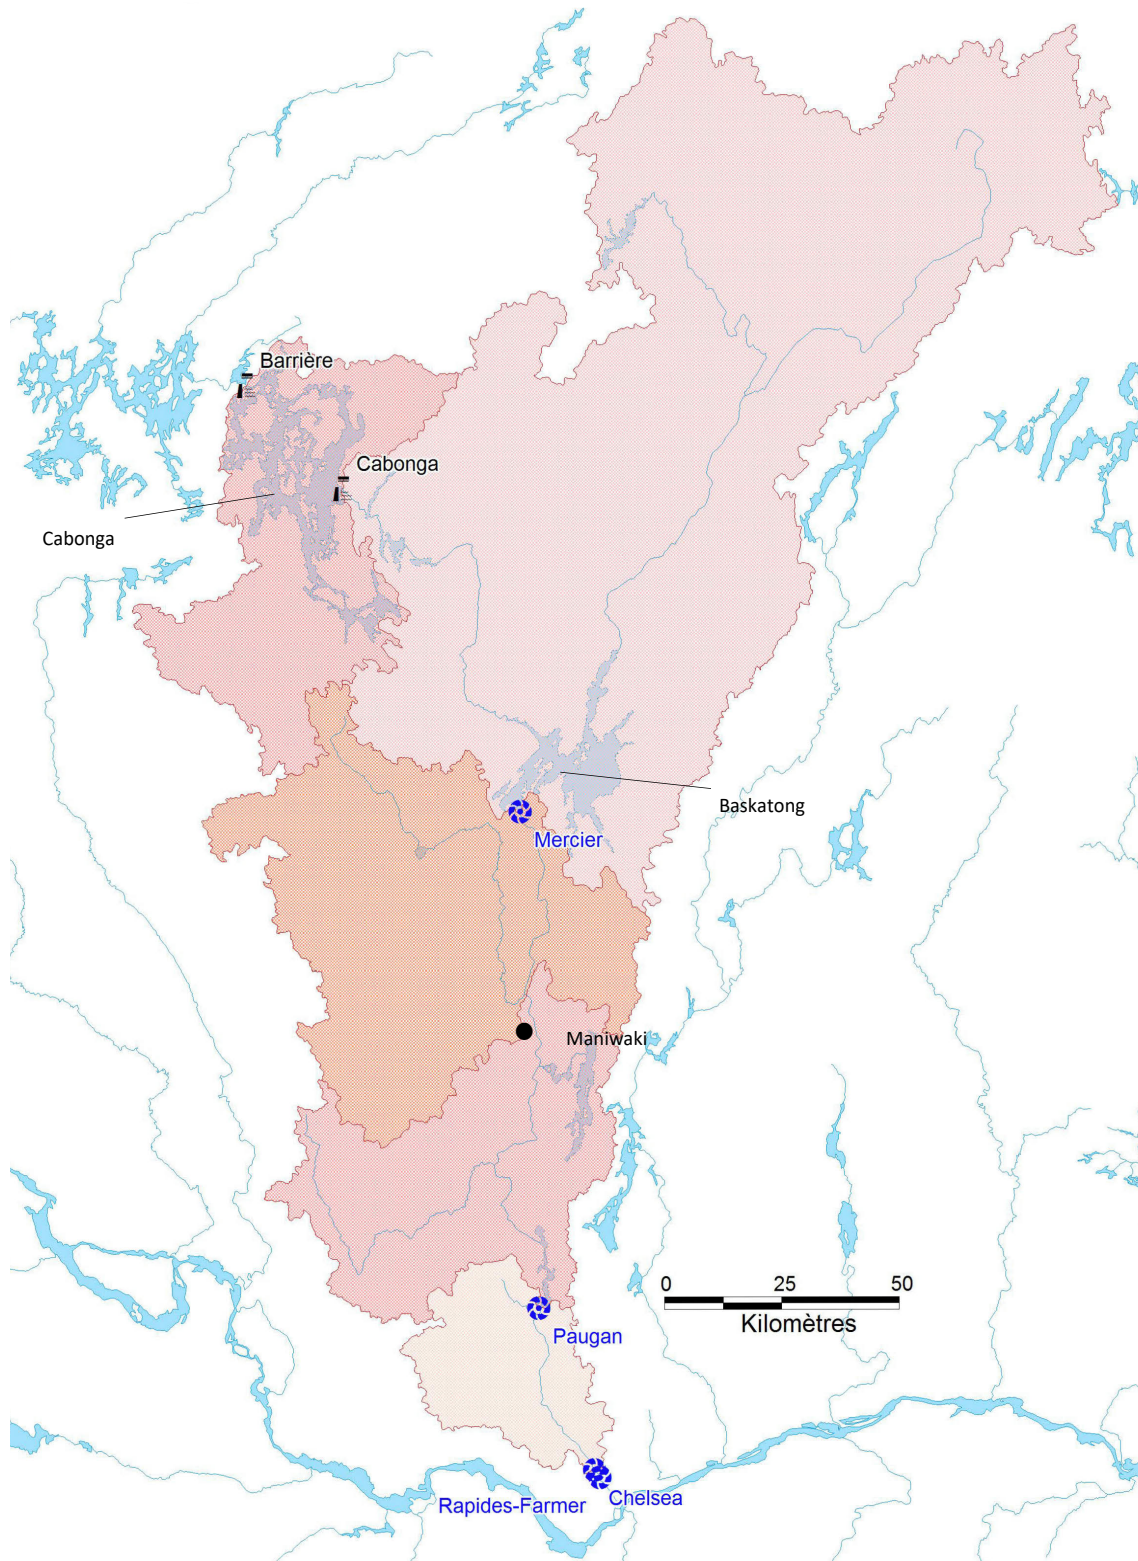 Barrière
Cabonga
Cabonga
Baskatong
Mercier
Maniwaki
0 25 50
Kilomètres
Paugan
Chelsea
Rapides-Farmer